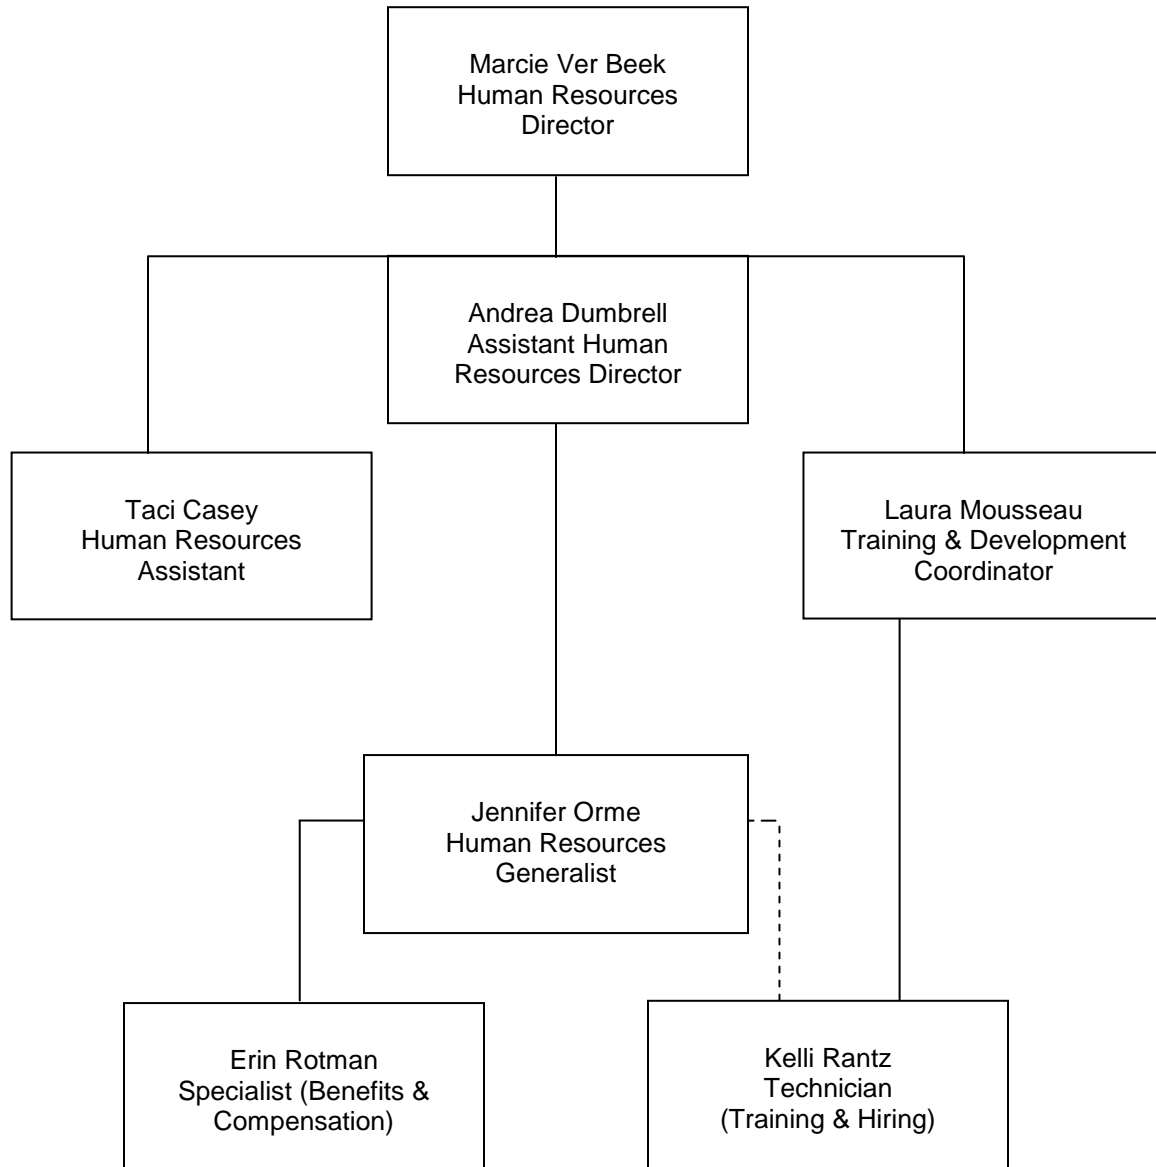 Marcie Ver Beek
Human Resources
Director
Andrea Dumbrell
Assistant Human
Resources Director
Taci Casey
Human Resources
Assistant
Laura Mousseau
Training & Development
Coordinator
Jennifer Orme
Human Resources
Generalist
Erin Rotman
Specialist (Benefits &
Compensation)
Kelli Rantz
Technician
(Training & Hiring)